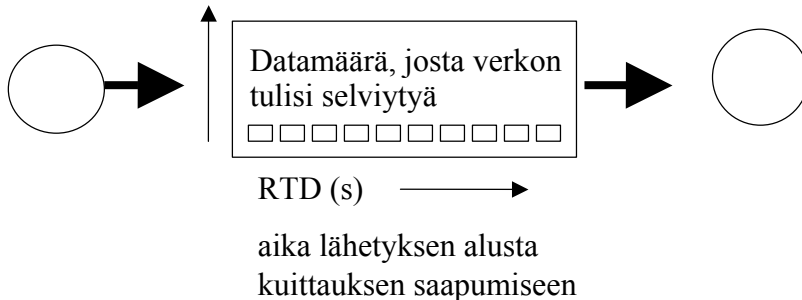 Datamäärä, josta verkon
tulisi selviytyä
RTD (s)
aika lähetyksen alusta
kuittauksen saapumiseen